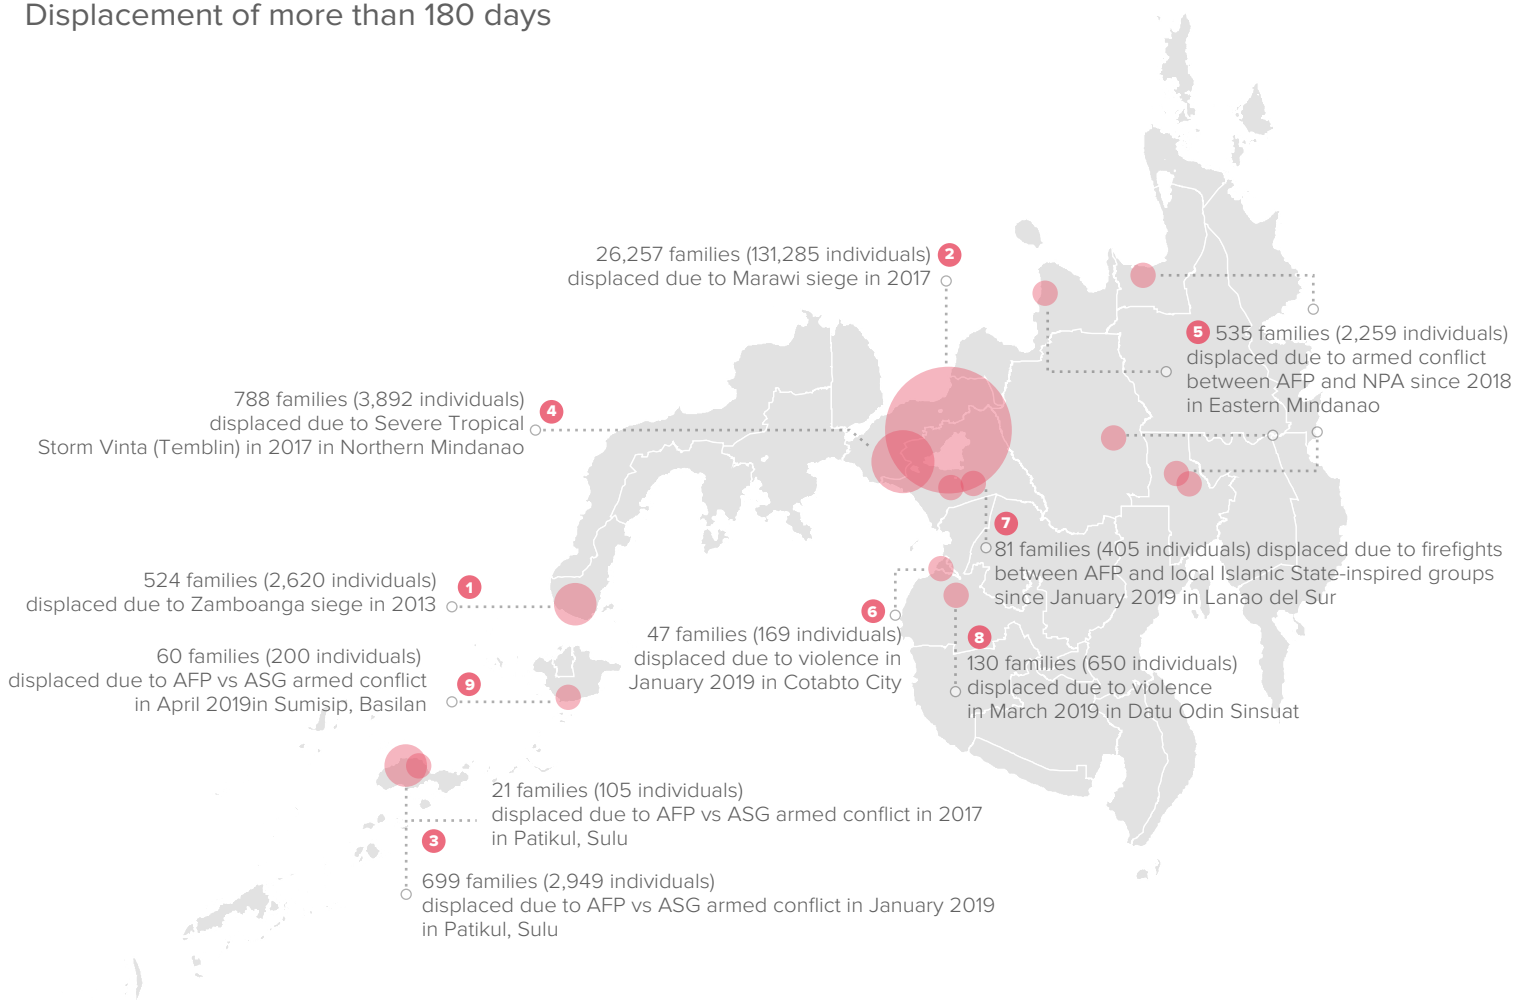 Displacement of more than 180 days
26,257 families (131,285 individuals) 2
displaced due to Marawi siege in 2017
5 535 families (2,259 individuals)
displaced due to armed conflict
between AFP and NPA since 2018
in Eastern Mindanao
788 families (3,892 individuals) 4
displaced due to Severe Tropical
Storm Vinta (Temblin) in 2017 in Northern Mindanao
7
81 families (405 individuals) displaced due to firefights
between AFP and local Islamic State-inspired groups
since January 2019 in Lanao del Sur
524 families (2,620 individuals) 1
displaced due to Zamboanga siege in 2013
6
47 families (169 individuals)
displaced due to violence in
January 2019 in Cotabto City
8
130 families (650 individuals)
displaced due to violence
in March 2019 in Datu Odin Sinsuat
60 families (200 individuals)
displaced due to AFP vs ASG armed conflict 9
in April 2019in Sumisip, Basilan
21 families (105 individuals)
displaced due to AFP vs ASG armed conflict in 2017
in Patikul, Sulu
3
699 families (2,949 individuals)
displaced due to AFP vs ASG armed conflict in January 2019
in Patikul, Sulu